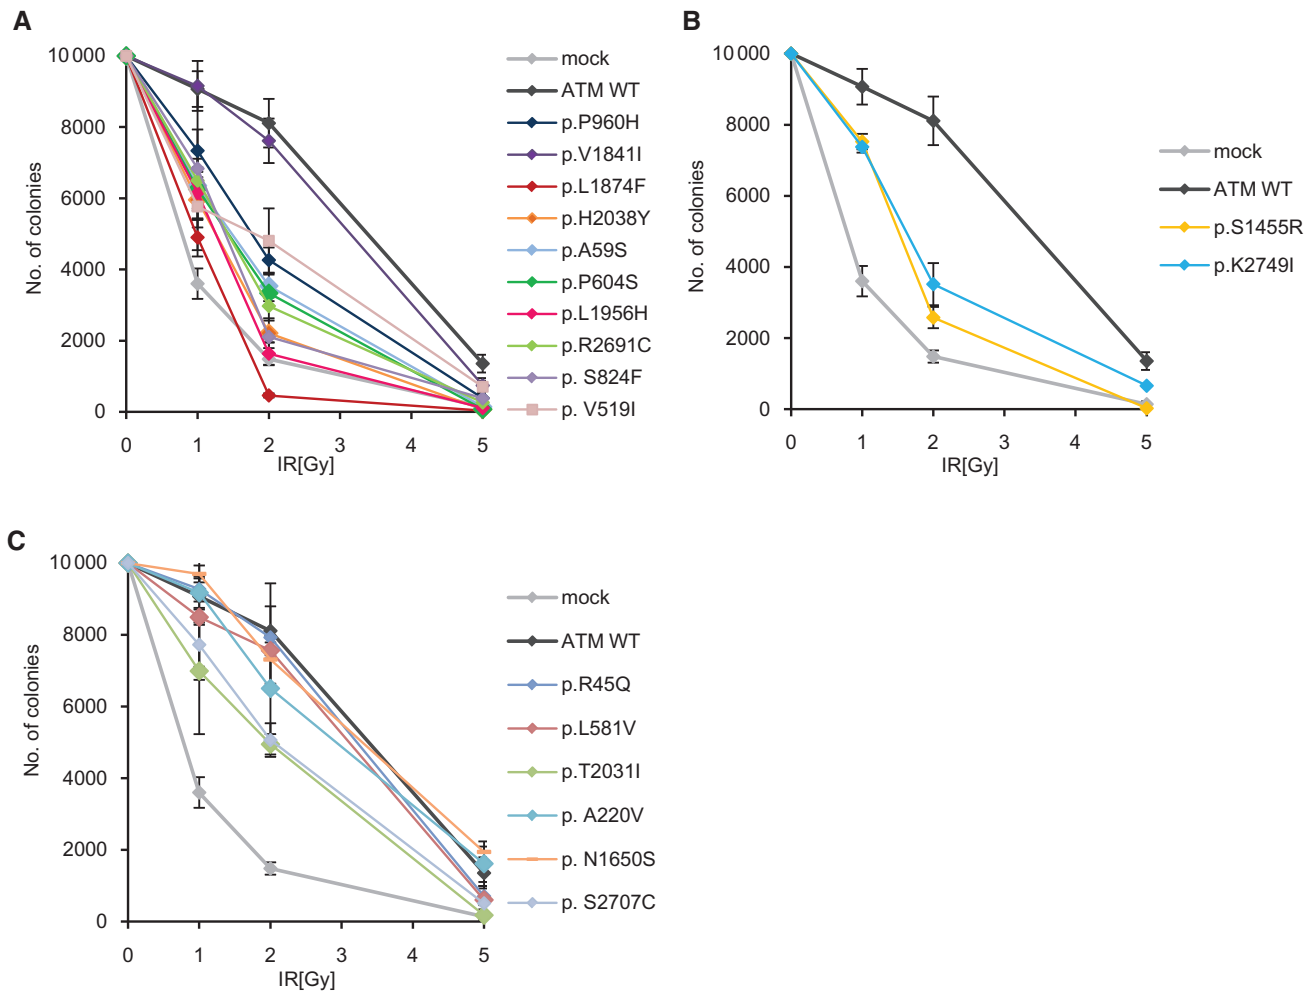 A
No. of colonies
10 000
8000
6000
4000
2000
0
0 1 2 3 4 5
IR[Gy]
mock
ATM WT
p.P960H
p.V1841I
p.L1874F
p.H2038Y
p.A59S
p.P604S
p.L1956H
p.R2691C
p. S824F
p. V519I
B
No. of colonies
10 000
8000
6000
4000
2000
0
0 1 2 3 4 5
IR[Gy]
mock
ATM WT
p.S1455R
p.K2749I
C
No. of colonies
10 000
8000
6000
4000
2000
0
0 1 2 3 4 5
IR[Gy]
mock
ATM WT
p.R45Q
p.L581V
p.T2031I
p. A220V
p. N1650S
p. S2707C